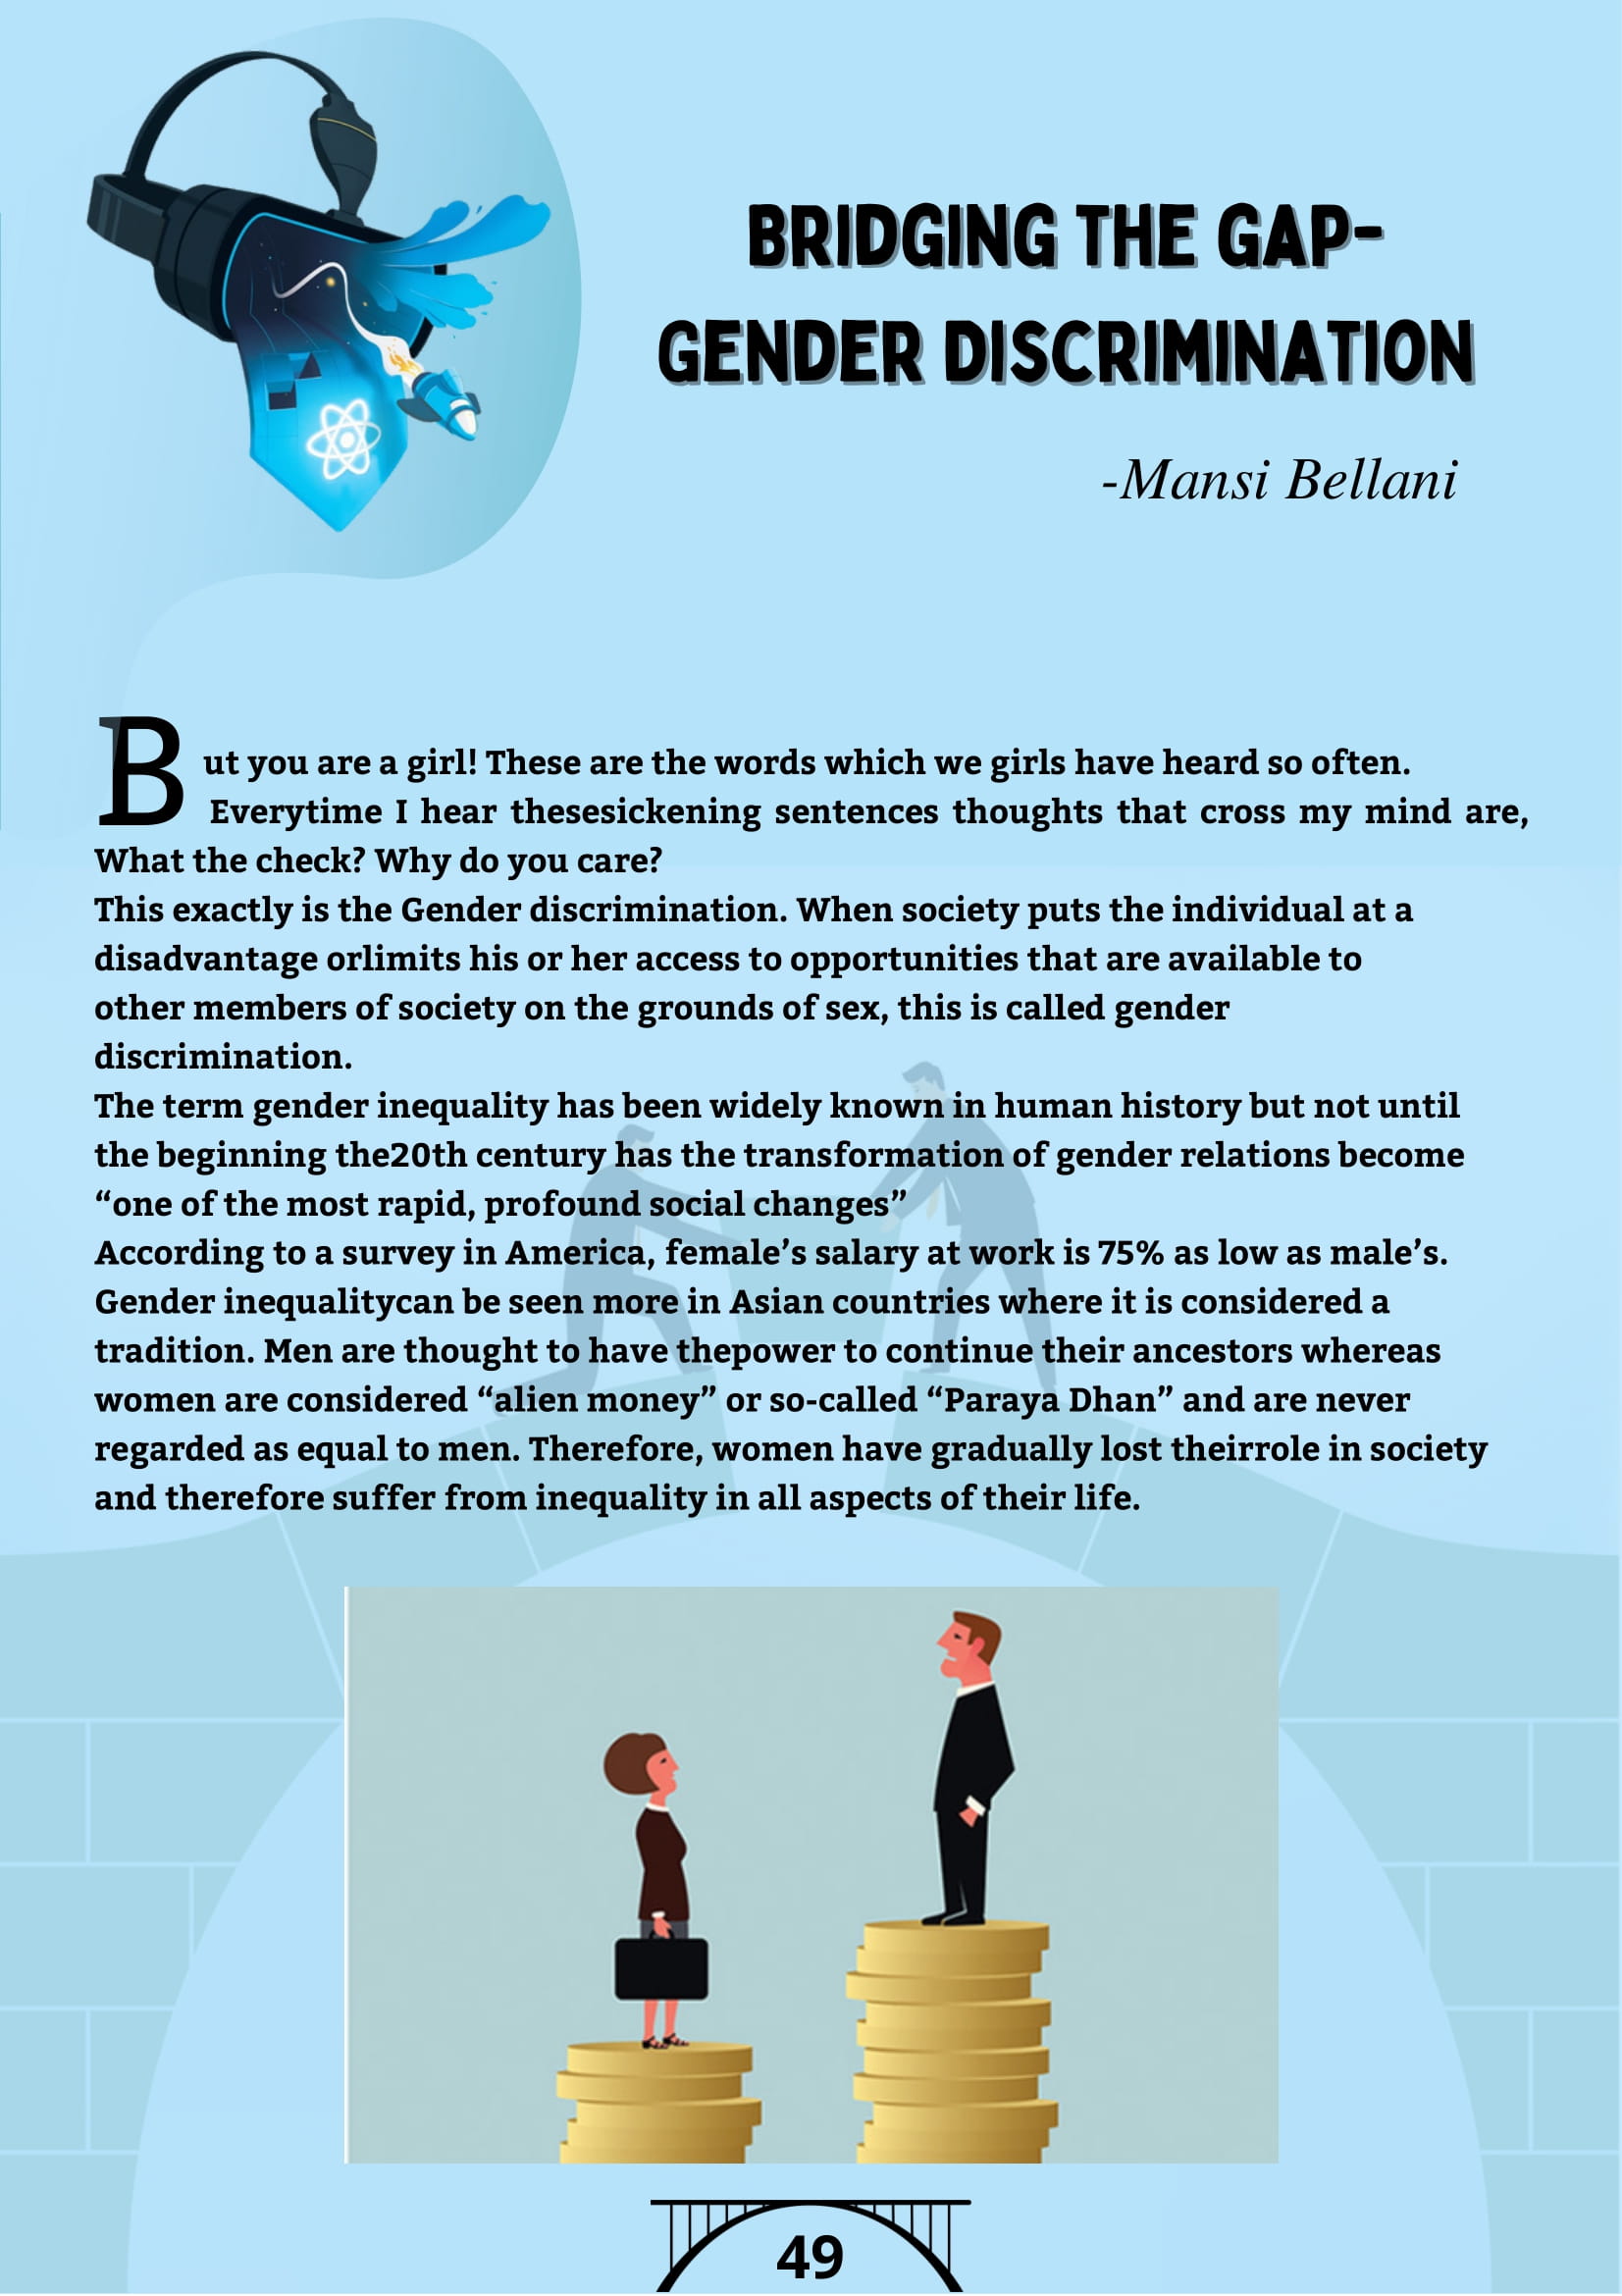 BRIDGING THE GAP-
GENDER DISCRIMINATION
-Mansi Bellani
But you are a girl! These are the words which we girls have heard so often.
Everytime I hear thesesickening sentences thoughts that cross my mind are,
What the check? Why do you care?
This exactly is the Gender discrimination. When society puts the individual at a
disadvantage orlimits his or her access to opportunities that are available to
other members of society on the grounds of sex, this is called gender
discrimination.
The term gender inequality has been widely known in human history but not until
the beginning the20th century has the transformation of gender relations become
“one of the most rapid, profound social changes”
According to a survey in America, female’s salary at work is 75% as low as male’s.
Gender inequalitycan be seen more in Asian countries where it is considered a
tradition. Men are thought to have thepower to continue their ancestors whereas
women are considered “alien money” or so-called “Paraya Dhan” and are never
regarded as equal to men. Therefore, women have gradually lost theirrole in society
and therefore suffer from inequality in all aspects of their life.
49